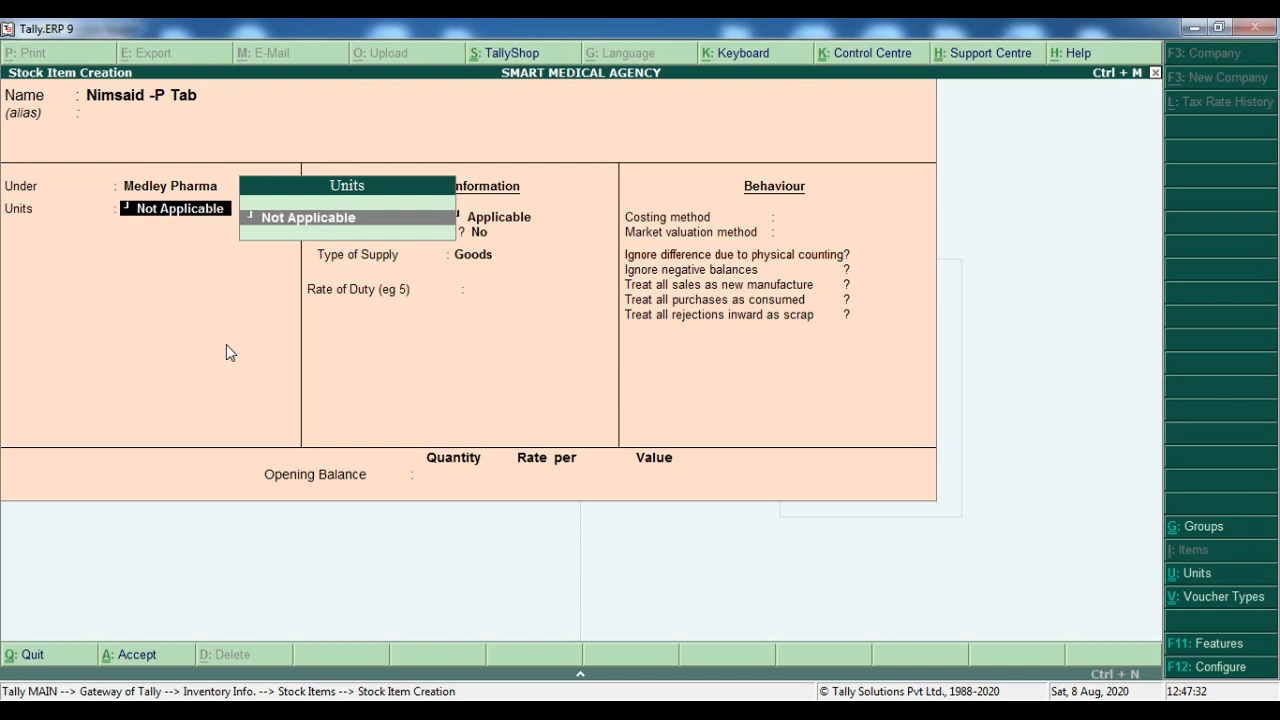 Tally.ERP 9
P: Print E: Export M: E-Mail O: Upload S: TallyShop G: Language K: Keyboard K: Control Centre H: Support Centre H: Help
F3: Company
Stock Item Creation SMART MEDICAL AGENCY Ctrl + M
F3: New Company
Name : Nimsaid -P Tab
L: Tax Rate History
(alias) :
Under : Medley Pharma
Units : ┘ Not Applicable
Units
┘ Not Applicable
nformation
┘ Applicable
? No
Type of Supply : Goods
Rate of Duty (eg 5) :
Behaviour
Costing method :
Market valuation method :
Ignore difference due to physical counting?
Ignore negative balances ?
Treat all sales as new manufacture ?
Treat all purchases as consumed ?
Treat all rejections inward as scrap ?
Quantity Rate per Value
Opening Balance :
G: Groups
I: Items
U: Units
V: Voucher Types
F11: Features
F12: Configure
Q: Quit A: Accept D: Delete
Ctrl + N
Tally MAIN --> Gateway of Tally --> Inventory Info. --> Stock Items --> Stock Item Creation © Tally Solutions Pvt Ltd., 1988-2020 Sat, 8 Aug, 2020 12:47:32